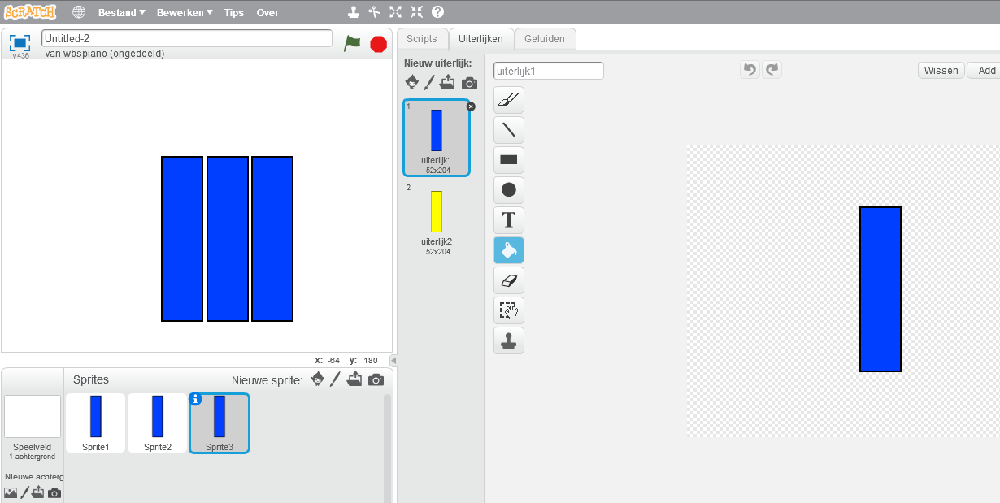 SCRATCH Bestand Bewerken Tips Over
v436
Untitled-2
van wbspiano (ongedeeld)
Scripts Uiterlijken Geluiden
Nieuw uiterlijk:
1
uiterlijk1
52x204
2
uiterlijk2
52x204
uiterlijk1
Wissen Add
T
x: -64 y: 180
Sprites Nieuwe sprite:
Speelveld
1 achtergrond
Nieuwe achterg
Sprite1 Sprite2 Sprite3